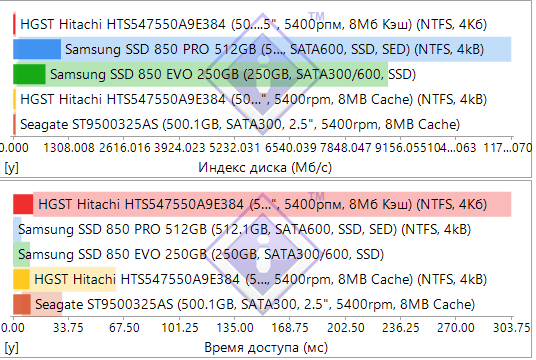 HGST Hitachi HTS547550A9E384 (50....5", 5400рпм, 8Мб Кэш) (NTFS, 4Кб)
Samsung SSD 850 PRO 512GB (5..., SATA600, SSD, SED) (NTFS, 4kB)
Samsung SSD 850 EVO 250GB (250GB, SATA300/600, SSD)
HGST Hitachi HTS547550A9E384 (50...", 5400rpm, 8MB Cache) (NTFS, 4kB)
Seagate ST9500325AS (500.1GB, SATA300, 2.5", 5400rpm, 8MB Cache)
0.000 1308.008 2616.016 3924.023 5232.031 6540.039 7848.047 9156.055 104...063 117...070
[y] Индекс диска (Мб/с)
HGST Hitachi HTS547550A9E384 (5...", 5400рпм, 8Мб Кэш) (NTFS, 4Кб)
Samsung SSD 850 PRO 512GB (512.1GB, SATA600, SSD, SED) (NTFS, 4kB)
Samsung SSD 850 EVO 250GB (250GB, SATA300/600, SSD)
HGST Hitachi HTS547550A9E384 (5..., 5400rpm, 8MB Cache) (NTFS, 4kB)
Seagate ST9500325AS (500.1GB, SATA300, 2.5", 5400rpm, 8MB Cache)
0.00 33.75 67.50 101.25 135.00 168.75 202.50 236.25 270.00 303.75
[y] Время доступа (мс)